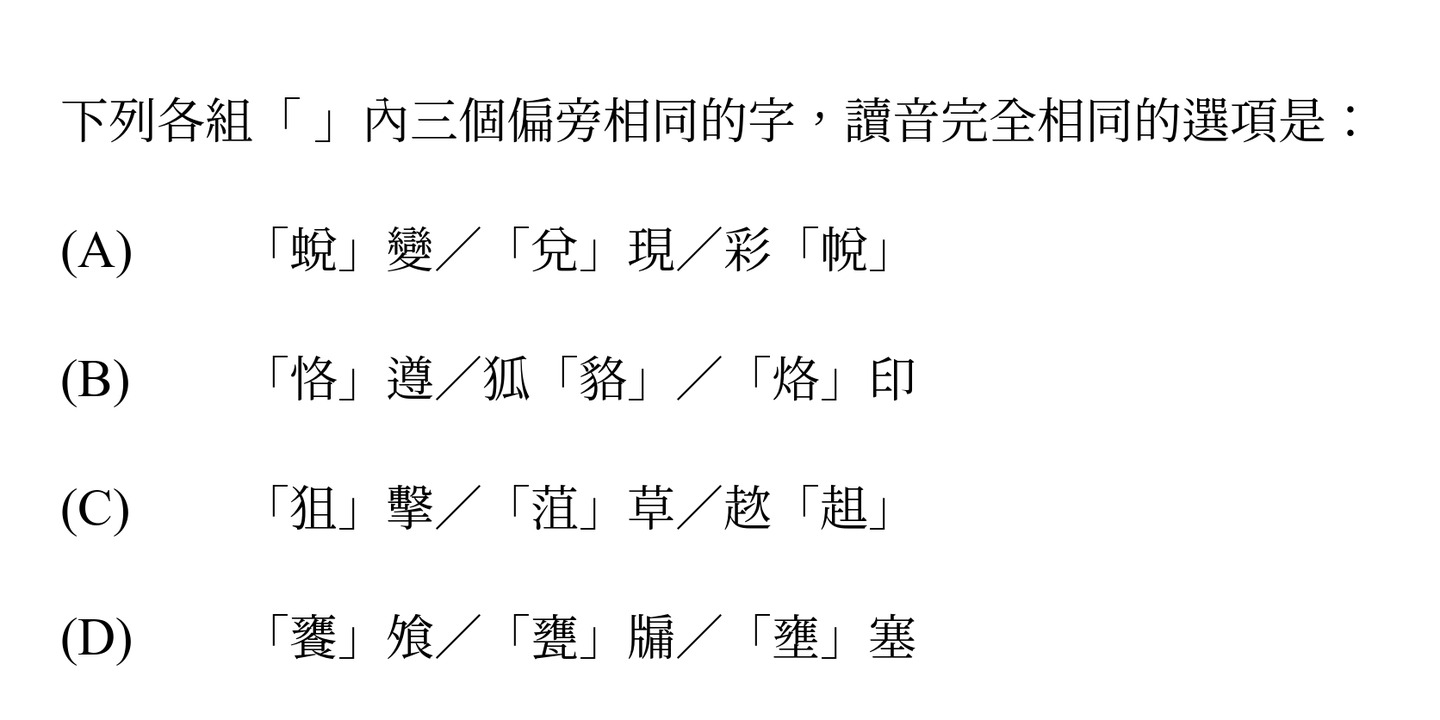 下列各組「 」內三個偏旁相同的字，讀音完全相同的選項是：
(A) 「蛻」變／「兌」現／彩「帨」
(B) 「恪」遵／狐「貉」／「烙」印
(C) 「狙」擊／「菹」草／趑「趄」
(D) 「饔」飧／「甕」牖／「壅」塞